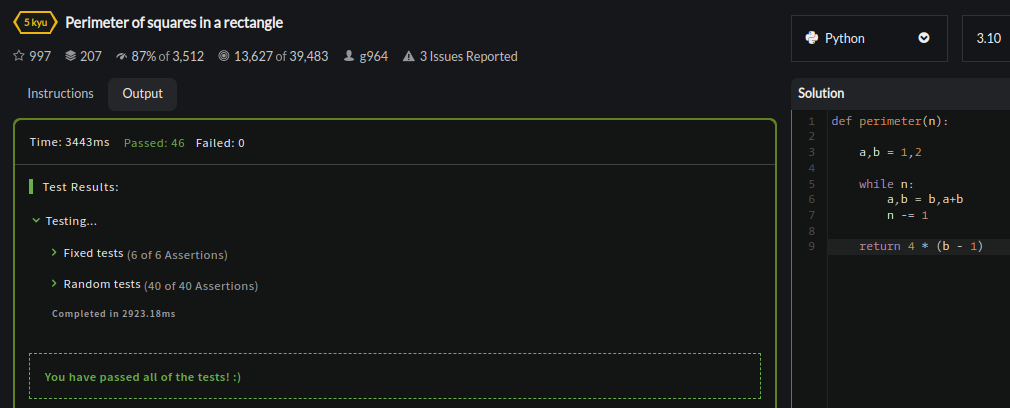 5 kyu Perimeter of squares in a rectangle
997 207 87% of 3,512 13,627 of 39,483 g964 3 Issues Reported
Instructions Output
Time: 3443ms Passed: 46 Failed: 0
Test Results:
Testing...
Fixed tests (6 of 6 Assertions)
Random tests (40 of 40 Assertions)
Completed in 2923.18ms
You have passed all of the tests! :)
Python 3.10
Solution
1 def perimeter(n):
2
3 a,b = 1,2
4
5 while n:
6 a,b = b,a+b
7 n -= 1
8
9 return 4 * (b - 1)